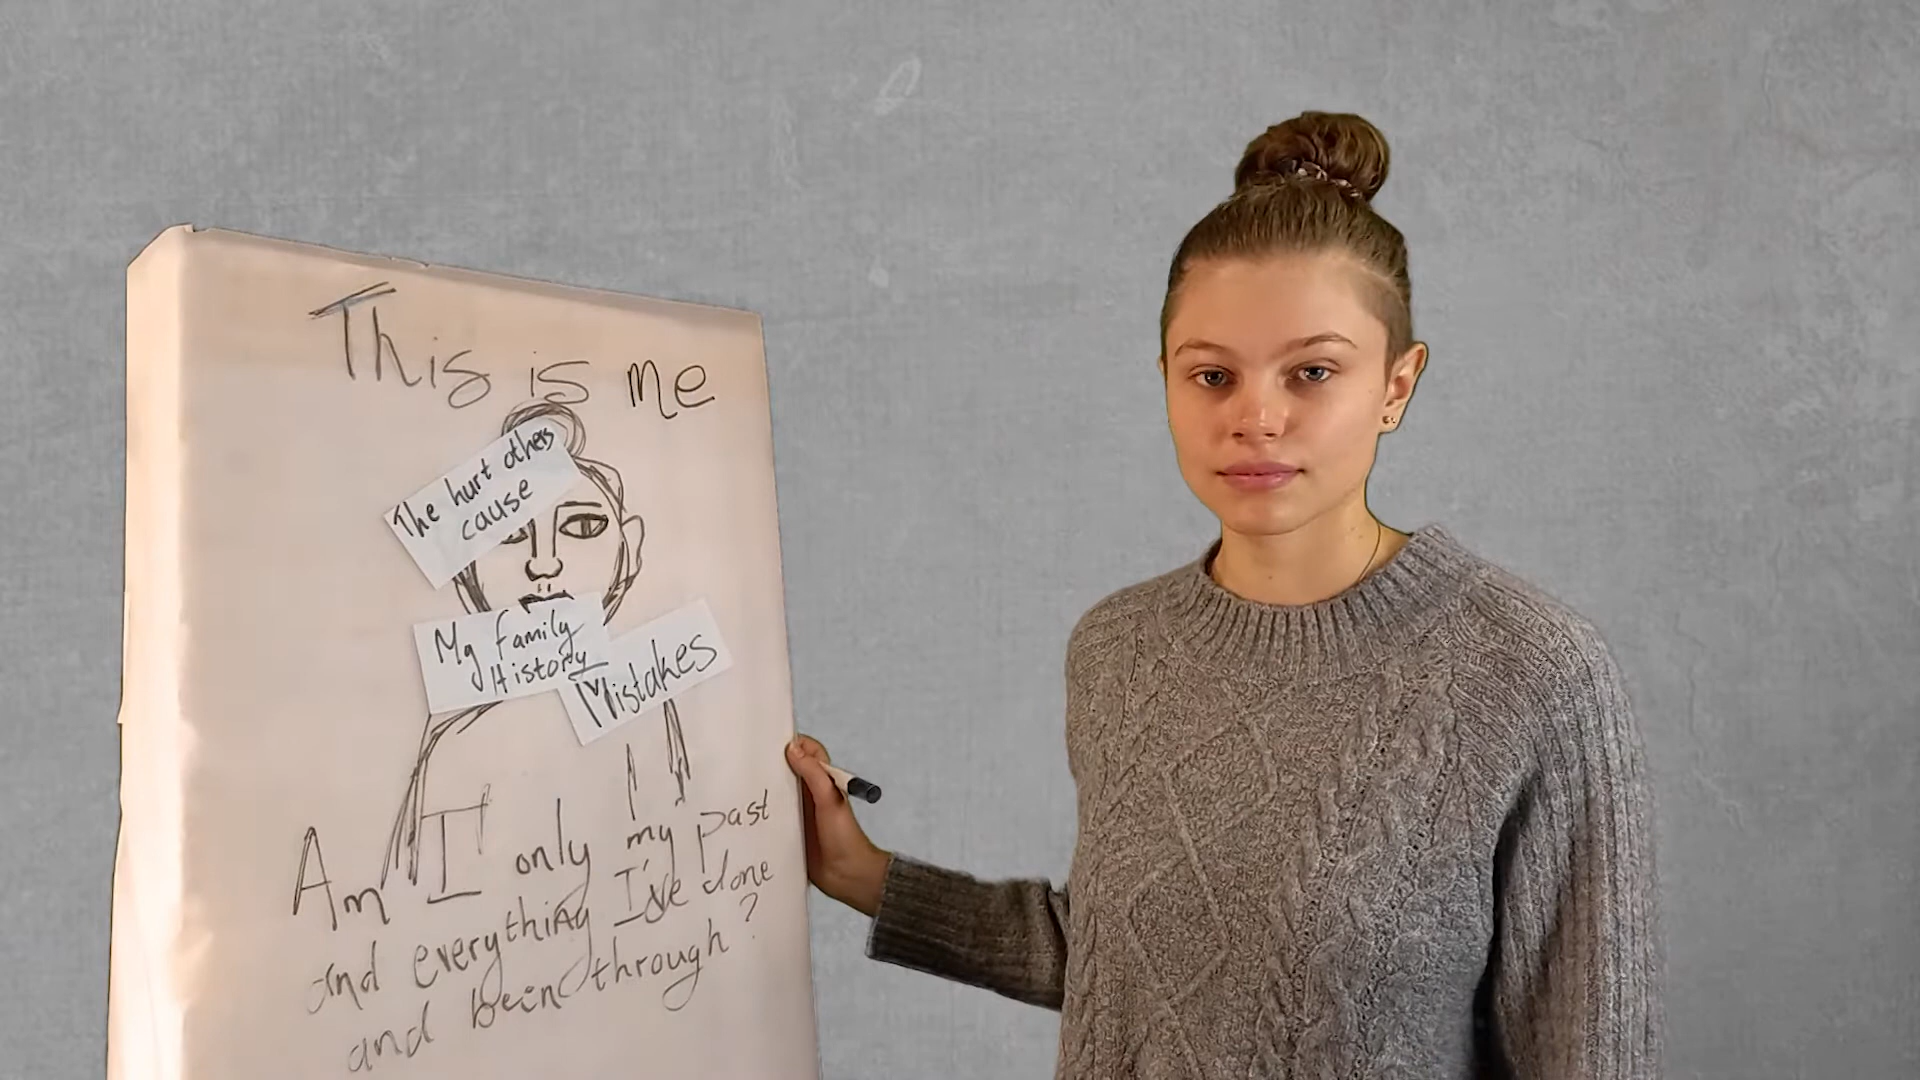 This is me
The hurt others
cause
My family
History
Mistakes
Am I only my past
and everything I've done
and been through?